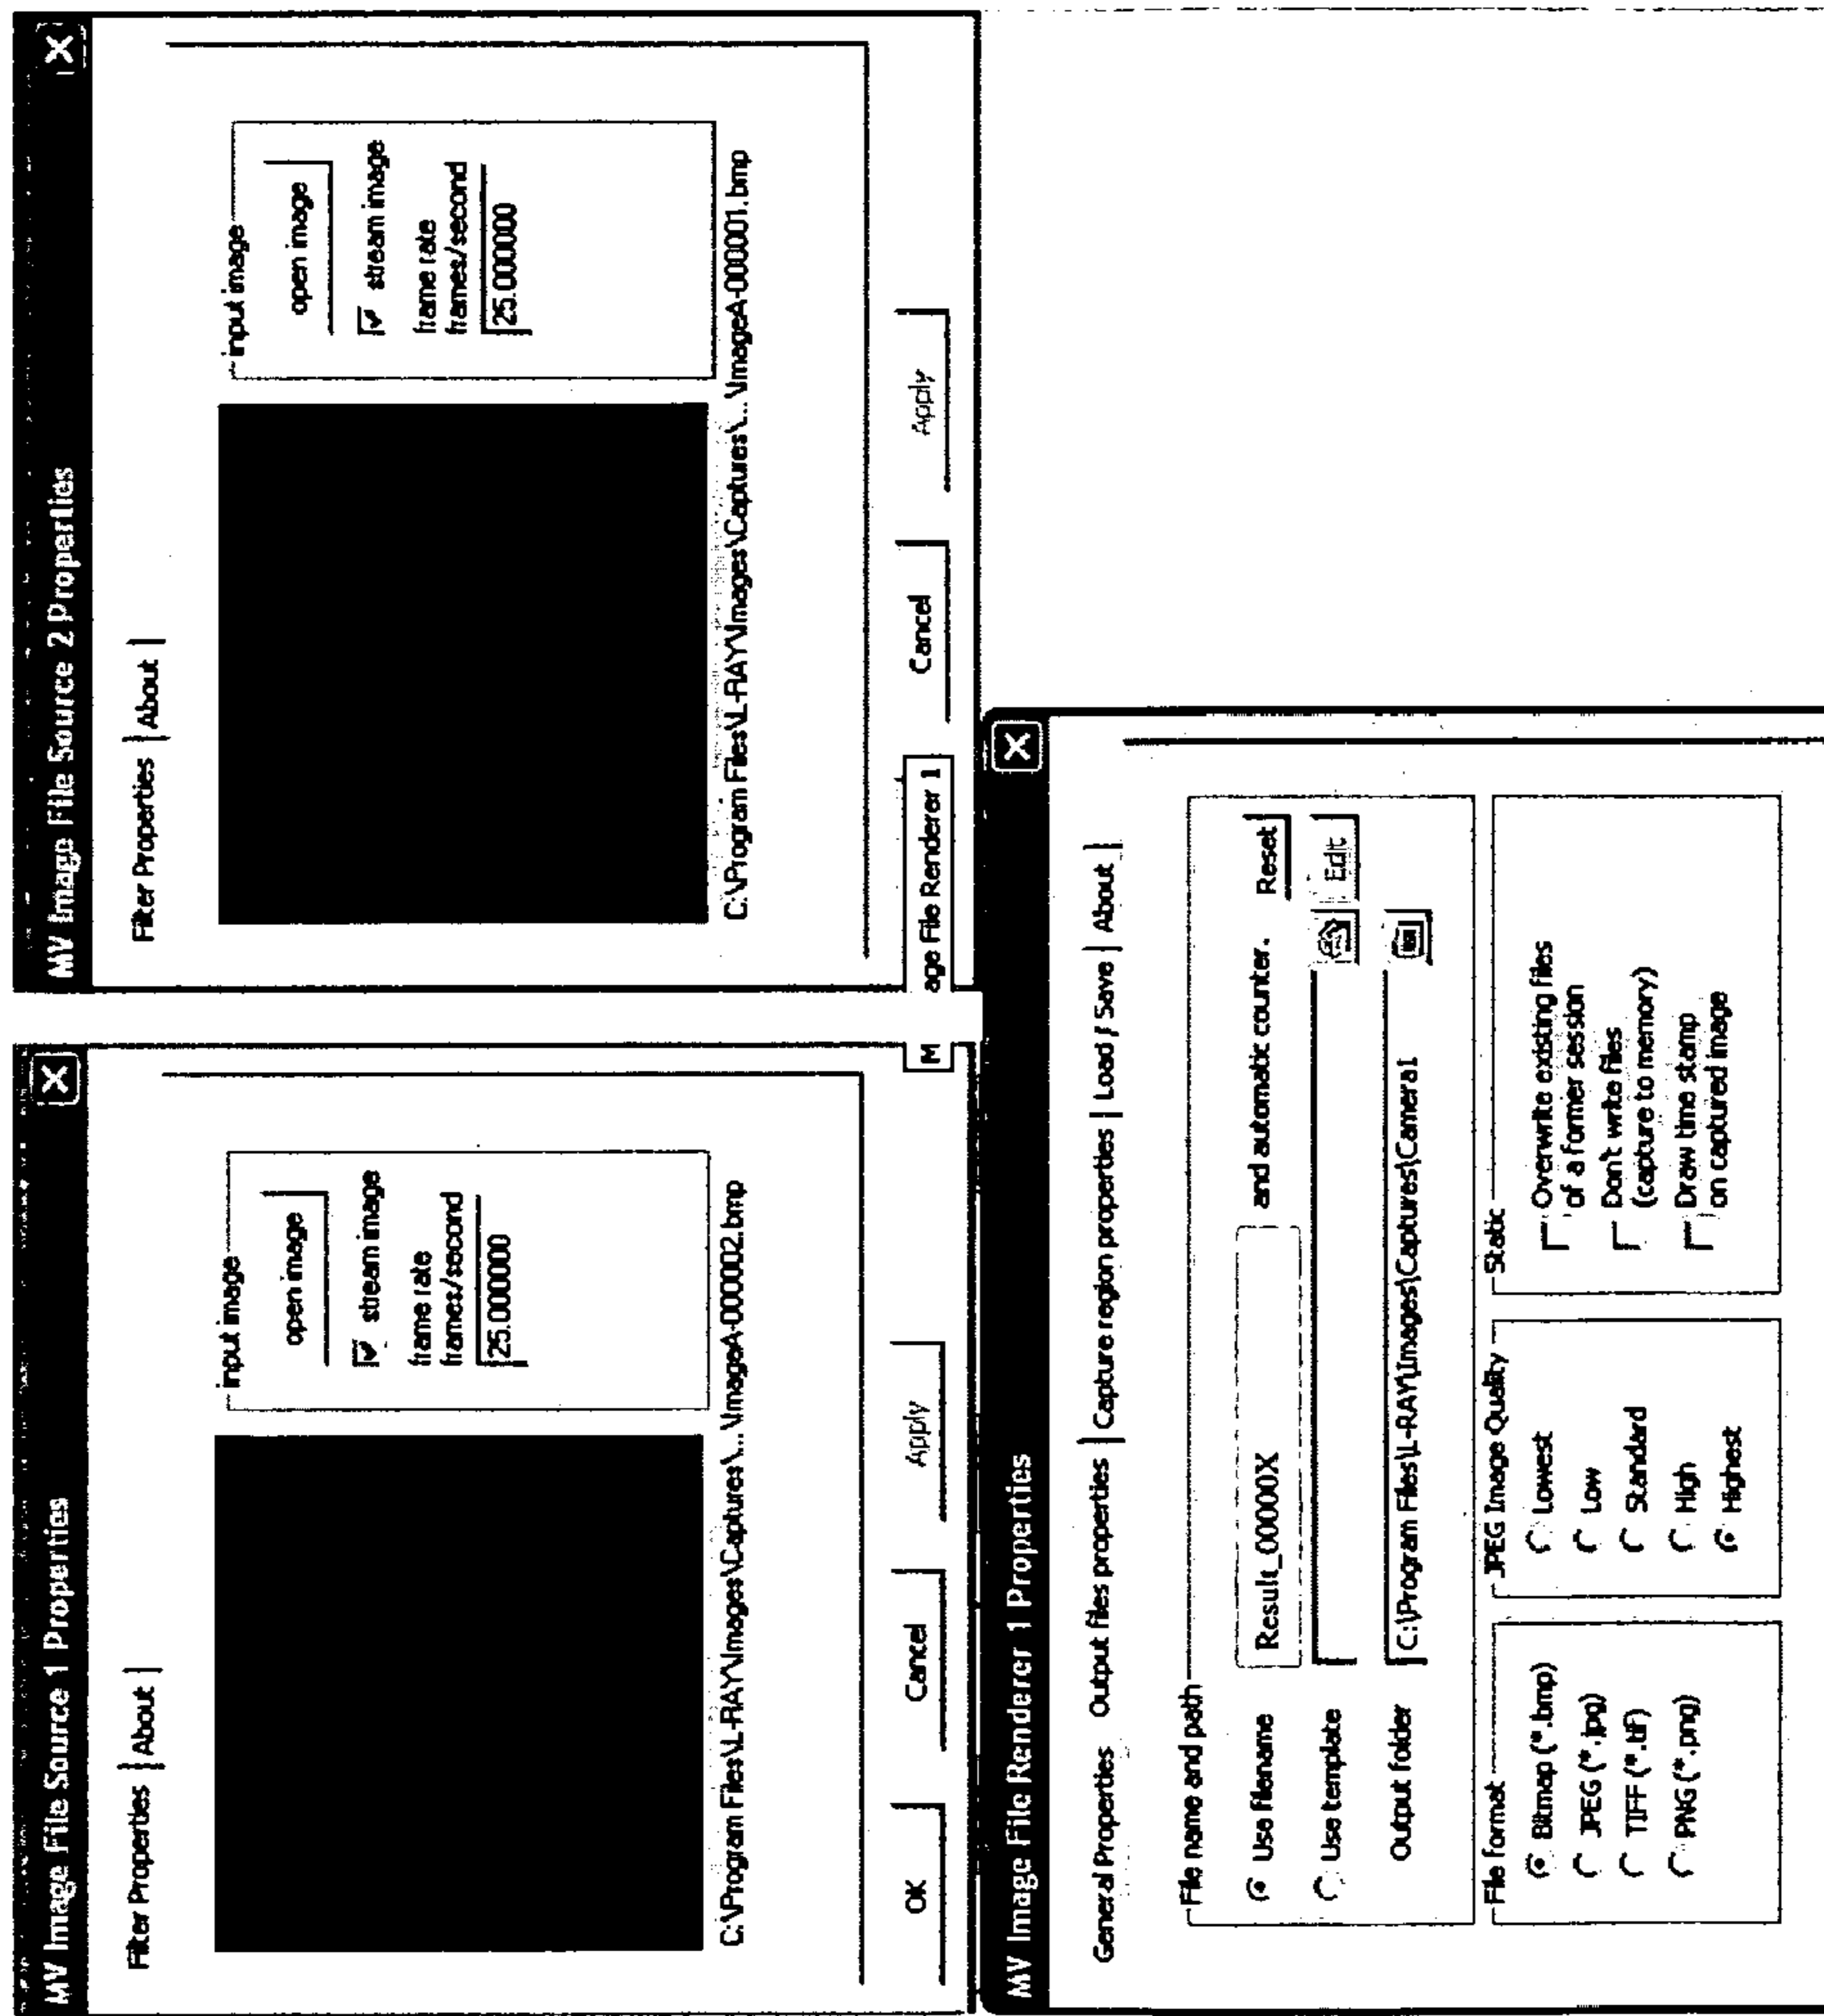 MV Image File Source 1 Properties
Filter Properties About
input image
open image
stream image
frame rate
frames/second
25.000000
C:\Program Files\L-RAY\Images\Captures\...\ImageA-000002.bmp
OK Cancel Apply
MV Image File Source 2 Properties
Filter Properties About
input image
open image
stream image
frame rate
frames/second
25.000000
C:\Program Files\L-RAY\Images\Captures\...\ImageA-000001.bmp
M age File Renderer 1
Cancel Apply
MV Image File Renderer 1 Properties
General Properties Output files properties Capture region properties Load / Save About
File name and path
Use filename Result_00000X and automatic counter. Reset
Use template Edit
Output folder C:\Program Files\L-RAY\Images\Captures\Camera1
File format
Bitmap (*.bmp)
JPEG (*.jpg)
TIFF (*.tif)
PNG (*.png)
JPEG Image Quality
Lowest
Low
Standard
High
Highest
Static
Overwrite existing files
of a former session
Don't write files
(capture to memory)
Draw time stamp
on captured image